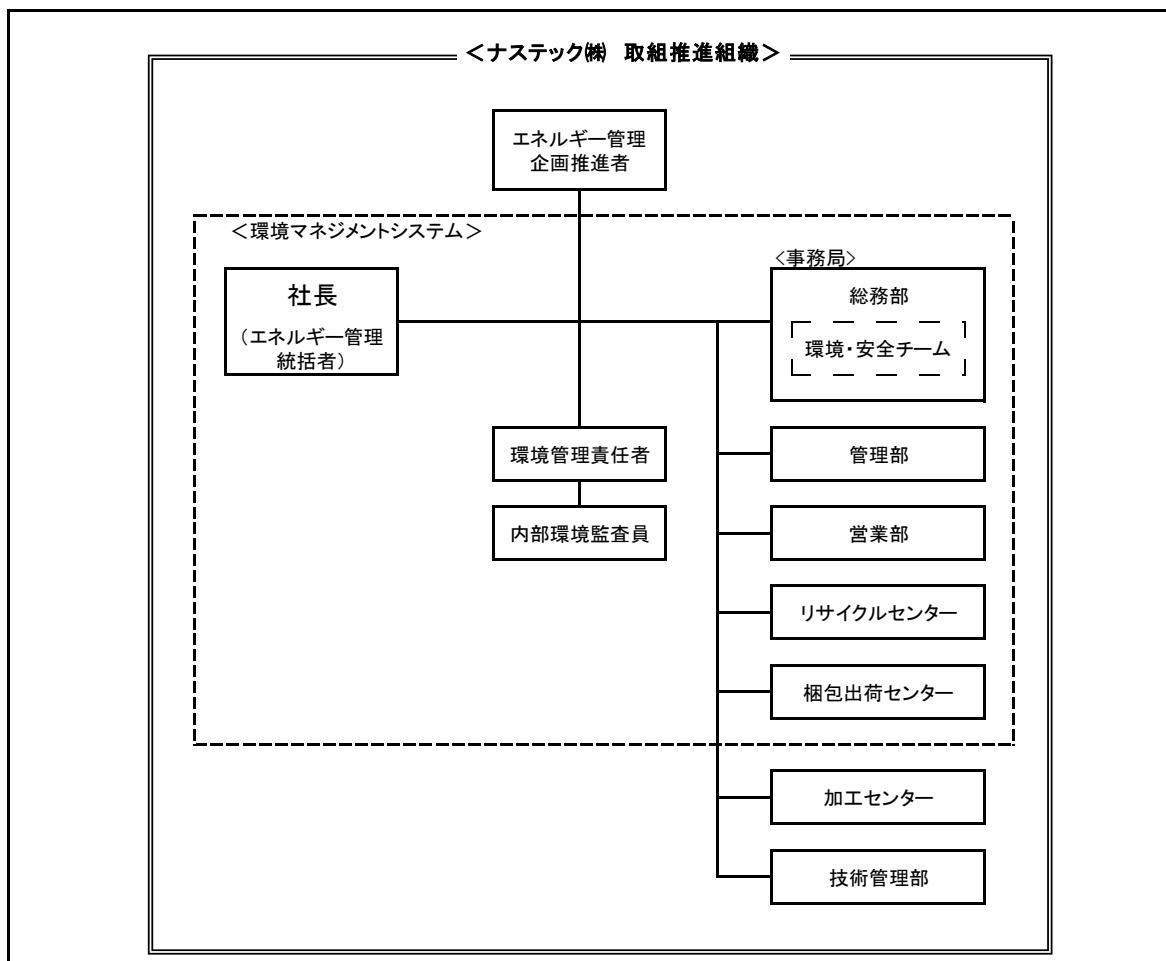 ＜ナステック㈱　取組推進組織＞
エネルギー管理
企画推進者
＜環境マネジメントシステム＞
<事務局>
社長
（エネルギー管理
統括者）
総務部
環境・安全チーム
環境管理責任者
管理部
内部環境監査員
営業部
リサイクルセンター
梱包出荷センター
加工センター
技術管理部